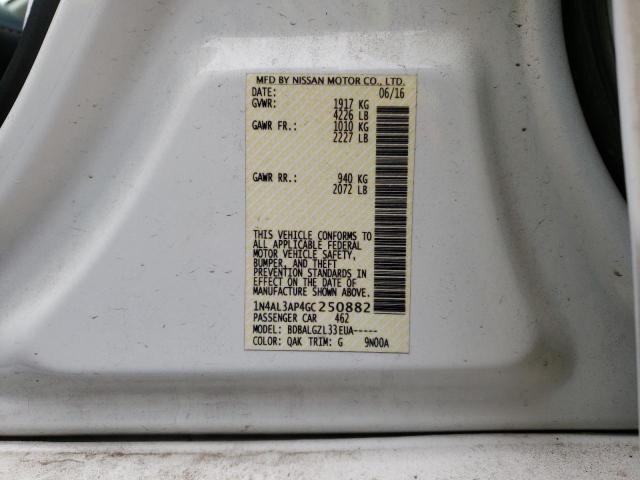 MFD BY NISSAN MOTOR CO., LTD.
DATE: 06/16
GVWR: 1917 KG
4226 LB
GAWR FR.: 1010 KG
2227 LB
GAWR RR.: 940 KG
2072 LB
THIS VEHICLE CONFORMS TO
ALL APPLICABLE FEDERAL
MOTOR VEHICLE SAFETY,
BUMPER, AND THEFT
PREVENTION STANDARDS IN
EFFECT ON THE DATE OF
MANUFACTURE SHOWN ABOVE.
1N4AL3AP4GC250882
PASSENGER CAR 462
MODEL: BDBALGZL33EUA-----
COLOR: QAK TRIM: G 9N00A